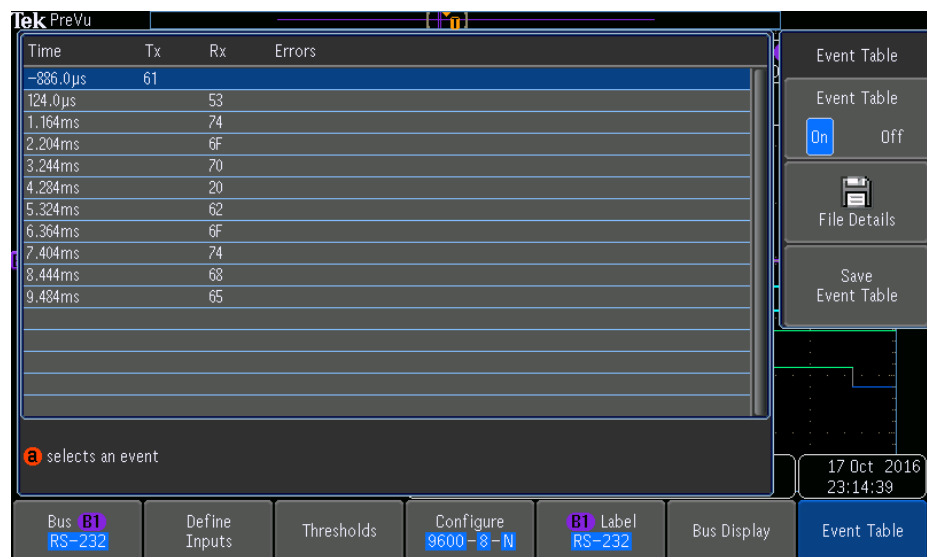 Tek PreVu
Time Tx Rx Errors
-886.0µs 61
124.0µs 53
1.164ms 74
2.204ms 6F
3.244ms 70
4.284ms 20
5.324ms 62
6.364ms 6F
7.404ms 74
8.444ms 68
9.484ms 65
a selects an event
Event Table
Event Table
On Off
File Details
Save
Event Table
17 Oct 2016
23:14:39
Bus B1
RS-232
Define
Inputs
Thresholds
Configure
9600-8-N
B1 Label
RS-232
Bus Display
Event Table